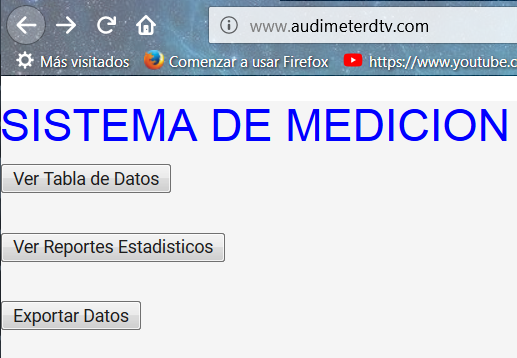 www.audimeterdtv.com
Más visitados Comenzar a usar Firefox https://www.youtube.c
SISTEMA DE MEDICION
Ver Tabla de Datos
Ver Reportes Estadisticos
Exportar Datos